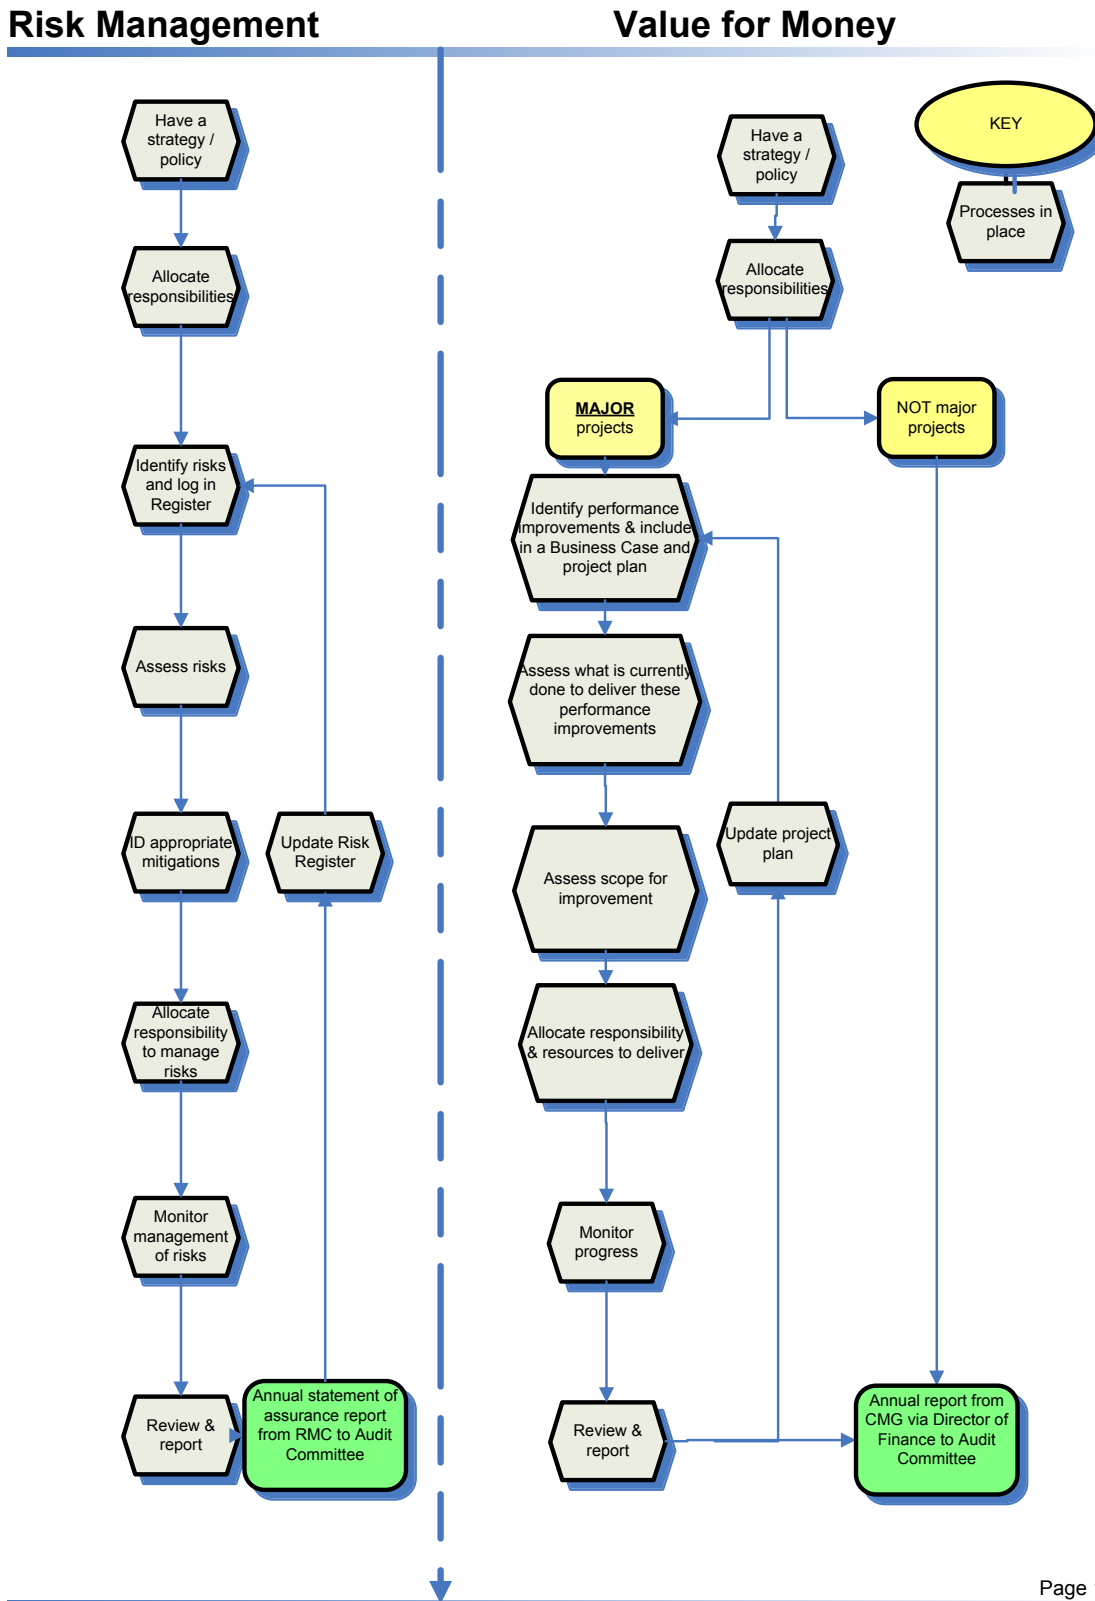 Risk Management
Have a
strategy /
policy
Allocate
responsibilities
Identify risks
and log in
Register
Assess risks
ID appropriate
mitigations
Update Risk
Register
Allocate
responsibility
to manage
risks
Monitor
management
of risks
Review &
report
Annual statement of
assurance report
from RMC to Audit
Committee
Value for Money
Have a
strategy /
policy
KEY
Processes in
place
Allocate
responsibilities
MAJOR
projects
NOT major
projects
Identify performance
improvements & include
in a Business Case and
project plan
Assess what is currently
done to deliver these
performance
improvements
Update project
plan
Assess scope for
improvement
Allocate responsibility
& resources to deliver
Monitor
progress
Review &
report
Annual report from
CMG via Director of
Finance to Audit
Committee
Page